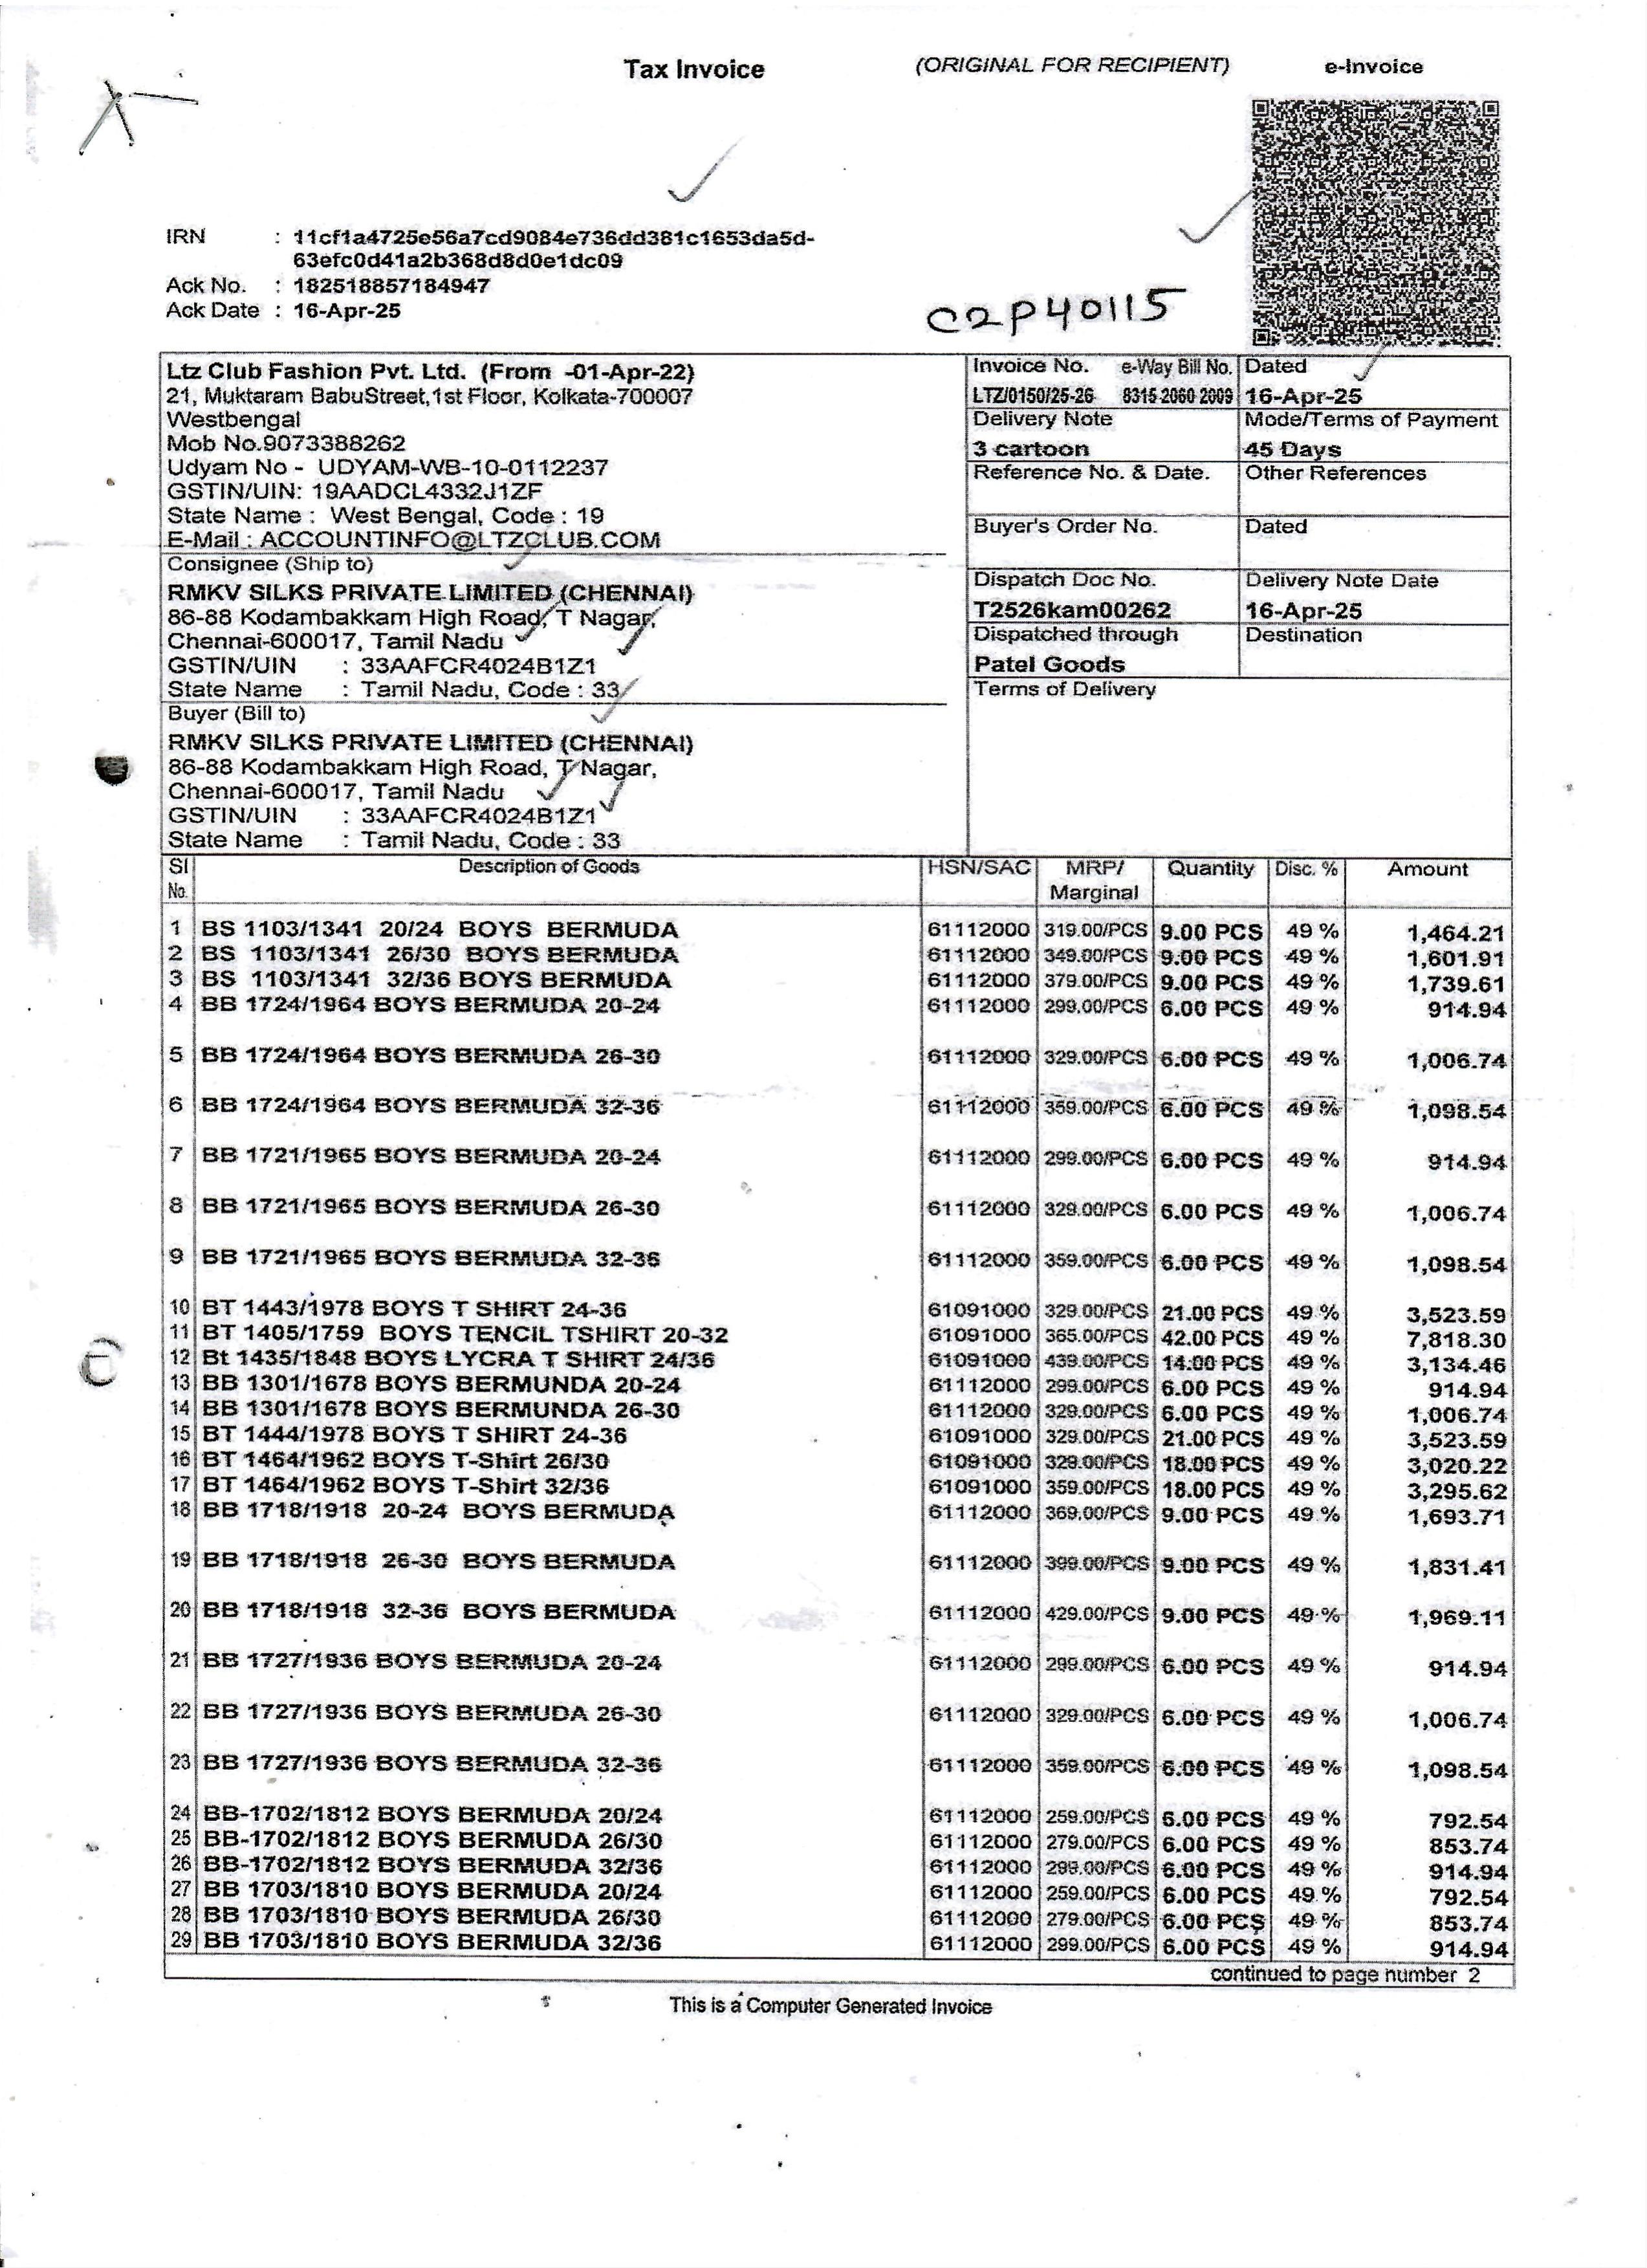 Tax Invoice (ORIGINAL FOR RECIPIENT) e-Invoice
IRN : 11cf1a4725e56a7cd9084e736dd381c1653da5d-
63efc0d41a2b368d8d0e1dc09
Ack No. : 182518857184947
Ack Date : 16-Apr-25
C2P40115
Ltz Club Fashion Pvt. Ltd. (From -01-Apr-22)
21, Muktaram BabuStreet,1st Floor, Kolkata-700007
Westbengal
Mob No.9073388262
Udyam No - UDYAM-WB-10-0112237
GSTIN/UIN: 19AADCL4332J1ZF
State Name : West Bengal, Code : 19
E-Mail : ACCOUNTINFO@LTZCLUB.COM
Invoice No. e-Way Bill No. Dated
LTZ/0150/25-26 8315 2060 2009 16-Apr-25
Delivery Note Mode/Terms of Payment
3 cartoon 45 Days
Reference No. & Date. Other References
Buyer's Order No. Dated
Dispatch Doc No. Delivery Note Date
T2526kam00262 16-Apr-25
Dispatched through Destination
Patel Goods
Terms of Delivery
Consignee (Ship to)
RMKV SILKS PRIVATE LIMITED (CHENNAI)
86-88 Kodambakkam High Road, T Nagar,
Chennai-600017, Tamil Nadu
GSTIN/UIN : 33AAFCR4024B1Z1
State Name : Tamil Nadu, Code : 33
Buyer (Bill to)
RMKV SILKS PRIVATE LIMITED (CHENNAI)
86-88 Kodambakkam High Road, T Nagar,
Chennai-600017, Tamil Nadu
GSTIN/UIN : 33AAFCR4024B1Z1
State Name : Tamil Nadu, Code : 33
Sl No. Description of Goods HSN/SAC MRP/ Marginal Quantity Disc. % Amount
1 BS 1103/1341 20/24 BOYS BERMUDA 61112000 319.00/PCS 9.00 PCS 49 % 1,464.21
2 BS 1103/1341 26/30 BOYS BERMUDA 61112000 349.00/PCS 9.00 PCS 49 % 1,601.91
3 BS 1103/1341 32/36 BOYS BERMUDA 61112000 379.00/PCS 9.00 PCS 49 % 1,739.61
4 BB 1724/1964 BOYS BERMUDA 20-24 61112000 299.00/PCS 6.00 PCS 49 % 914.94
5 BB 1724/1964 BOYS BERMUDA 26-30 61112000 329.00/PCS 6.00 PCS 49 % 1,006.74
6 BB 1724/1964 BOYS BERMUDA 32-36 61112000 359.00/PCS 6.00 PCS 49 % 1,098.54
7 BB 1721/1965 BOYS BERMUDA 20-24 61112000 299.00/PCS 6.00 PCS 49 % 914.94
8 BB 1721/1965 BOYS BERMUDA 26-30 61112000 329.00/PCS 6.00 PCS 49 % 1,006.74
9 BB 1721/1965 BOYS BERMUDA 32-36 61112000 359.00/PCS 6.00 PCS 49 % 1,098.54
10 BT 1443/1978 BOYS T SHIRT 24-36 61091000 329.00/PCS 21.00 PCS 49 % 3,523.59
11 BT 1405/1759 BOYS TENCIL TSHIRT 20-32 61091000 365.00/PCS 42.00 PCS 49 % 7,818.30
12 Bt 1435/1848 BOYS LYCRA T SHIRT 24/36 61091000 439.00/PCS 14.00 PCS 49 % 3,134.46
13 BB 1301/1678 BOYS BERMUNDA 20-24 61112000 299.00/PCS 6.00 PCS 49 % 914.94
14 BB 1301/1678 BOYS BERMUNDA 26-30 61112000 329.00/PCS 6.00 PCS 49 % 1,006.74
15 BT 1444/1978 BOYS T SHIRT 24-36 61091000 329.00/PCS 21.00 PCS 49 % 3,523.59
16 BT 1464/1962 BOYS T-Shirt 26/30 61091000 329.00/PCS 18.00 PCS 49 % 3,020.22
17 BT 1464/1962 BOYS T-Shirt 32/36 61091000 359.00/PCS 18.00 PCS 49 % 3,295.62
18 BB 1718/1918 20-24 BOYS BERMUDA 61112000 369.00/PCS 9.00 PCS 49 % 1,693.71
19 BB 1718/1918 26-30 BOYS BERMUDA 61112000 399.00/PCS 9.00 PCS 49 % 1,831.41
20 BB 1718/1918 32-36 BOYS BERMUDA 61112000 429.00/PCS 9.00 PCS 49 % 1,969.11
21 BB 1727/1936 BOYS BERMUDA 20-24 61112000 299.00/PCS 6.00 PCS 49 % 914.94
22 BB 1727/1936 BOYS BERMUDA 26-30 61112000 329.00/PCS 6.00 PCS 49 % 1,006.74
23 BB 1727/1936 BOYS BERMUDA 32-36 61112000 359.00/PCS 6.00 PCS 49 % 1,098.54
24 BB-1702/1812 BOYS BERMUDA 20/24 61112000 259.00/PCS 6.00 PCS 49 % 792.54
25 BB-1702/1812 BOYS BERMUDA 26/30 61112000 279.00/PCS 6.00 PCS 49 % 853.74
26 BB-1702/1812 BOYS BERMUDA 32/36 61112000 299.00/PCS 6.00 PCS 49 % 914.94
27 BB 1703/1810 BOYS BERMUDA 20/24 61112000 259.00/PCS 6.00 PCS 49 % 792.54
28 BB 1703/1810 BOYS BERMUDA 26/30 61112000 279.00/PCS 6.00 PCS 49 % 853.74
29 BB 1703/1810 BOYS BERMUDA 32/36 61112000 299.00/PCS 6.00 PCS 49 % 914.94
continued to page number 2
This is a Computer Generated Invoice